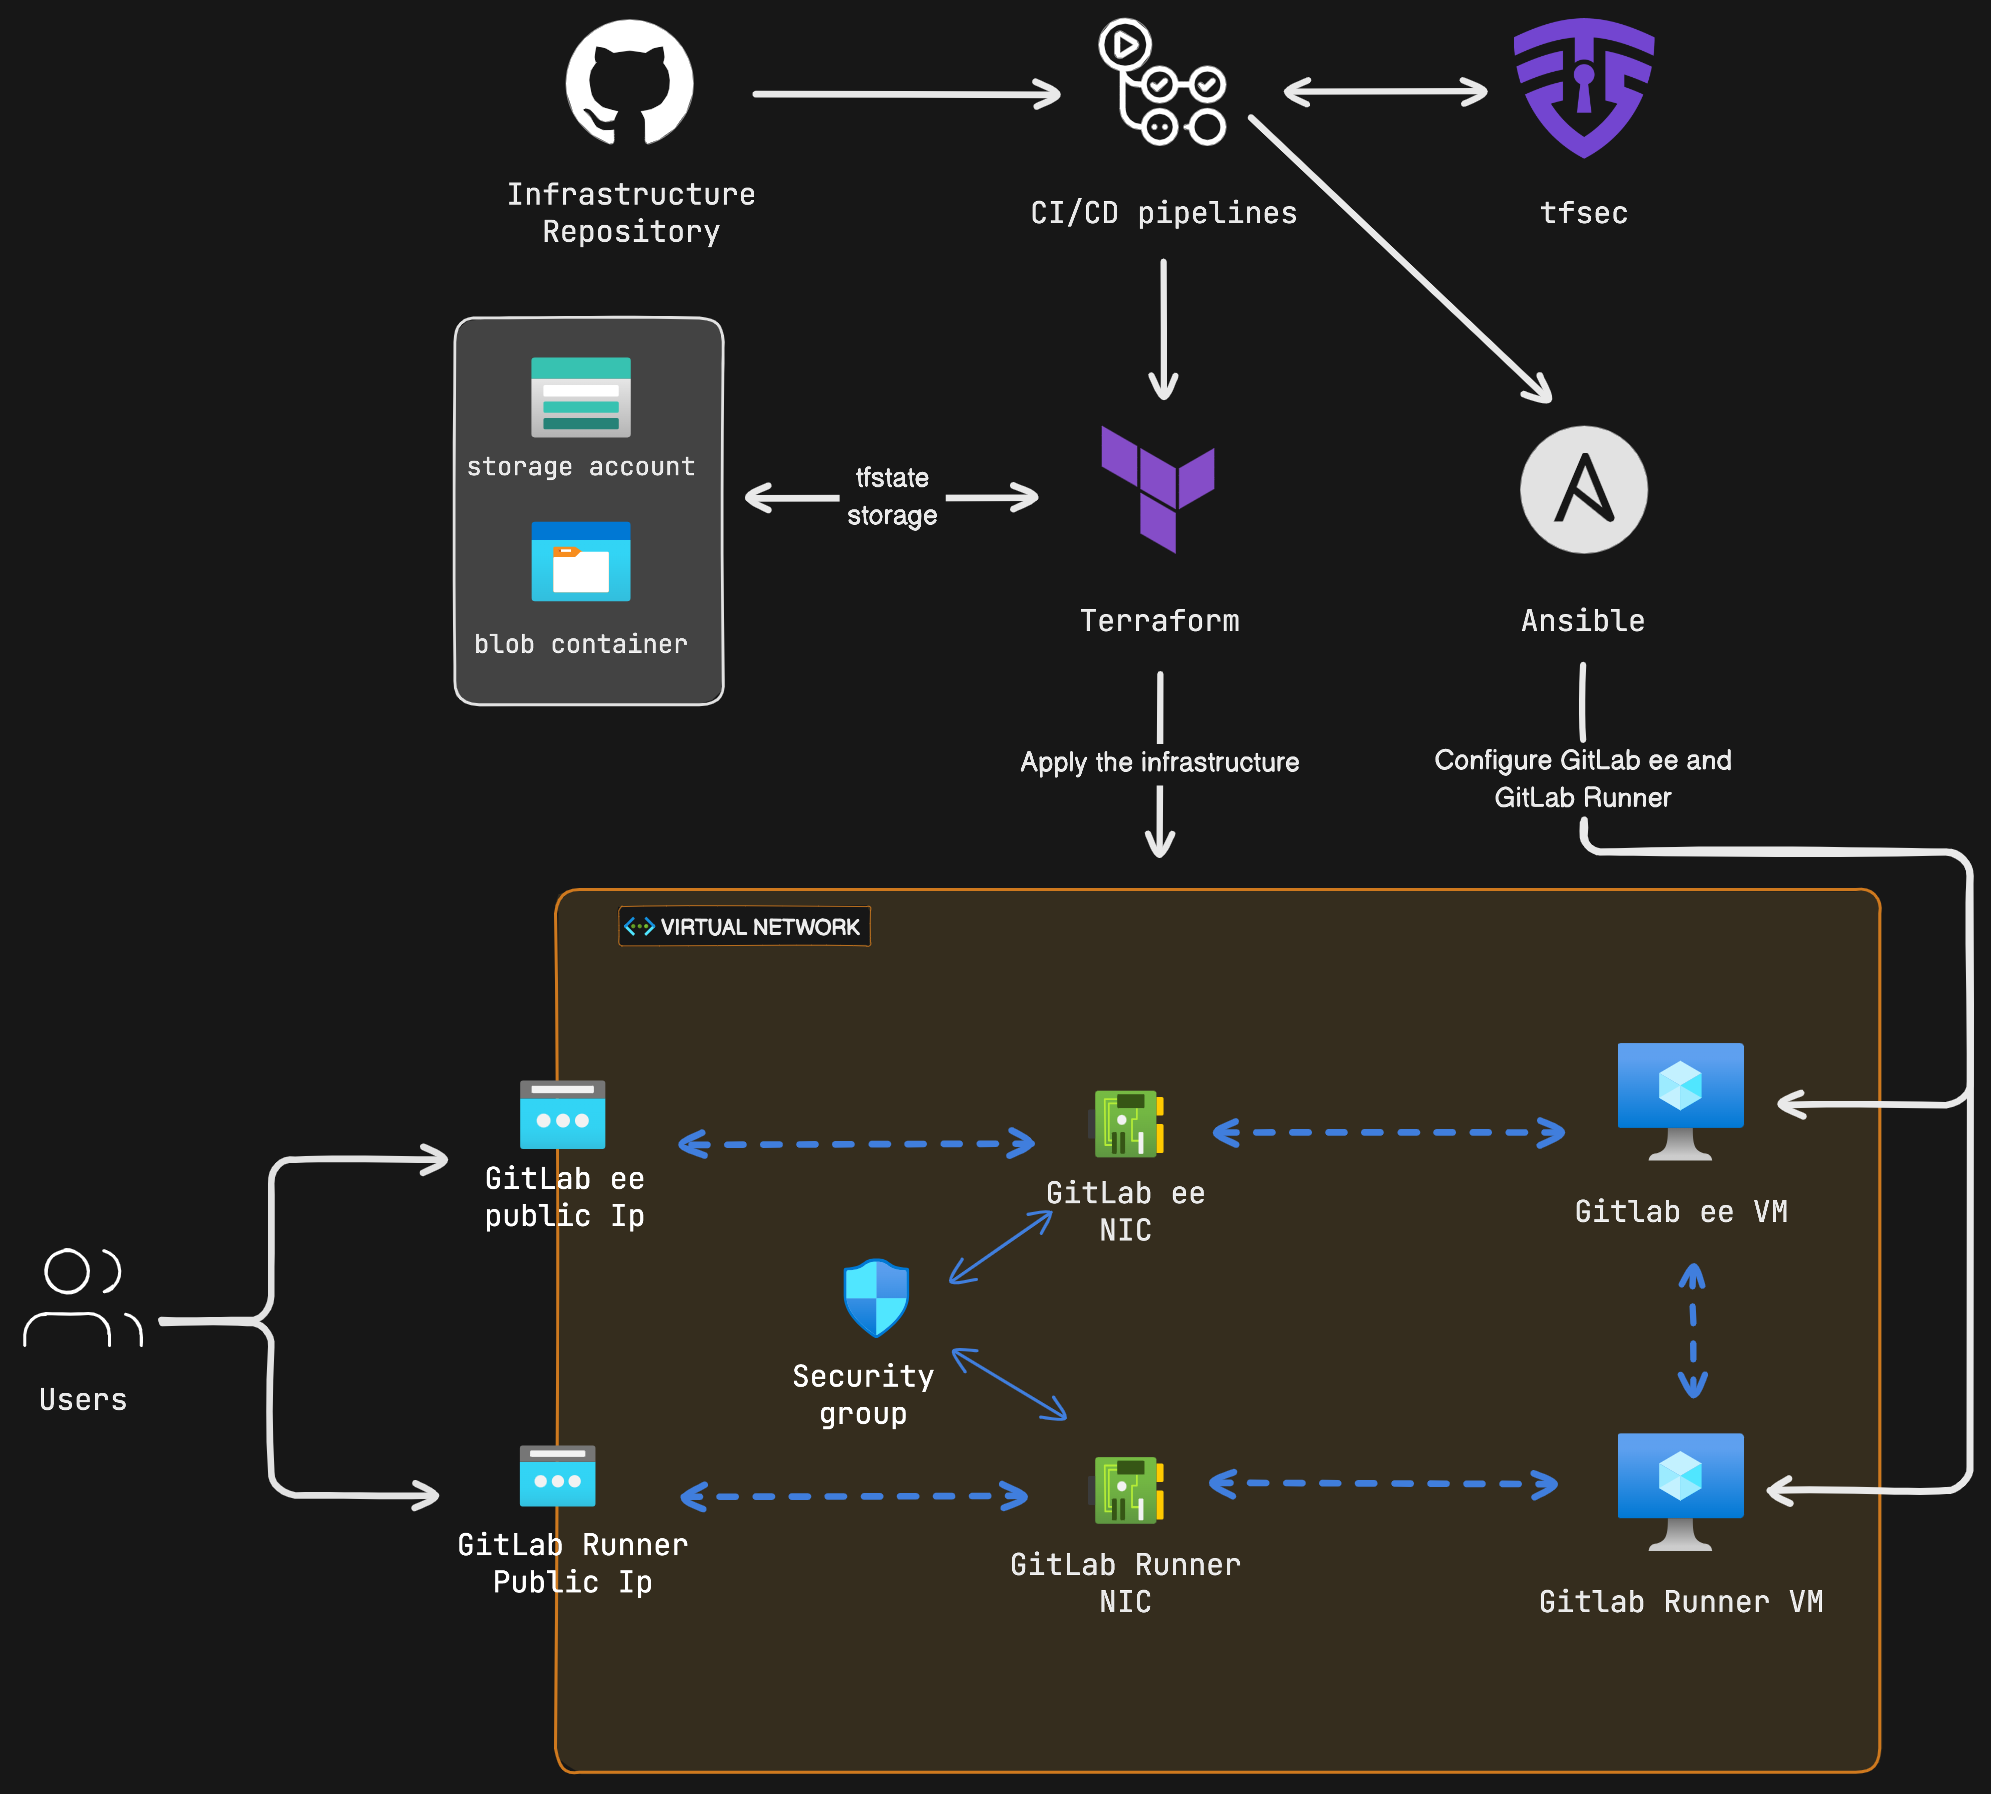 Infrastructure
Repository
CI/CD pipelines
tfsec
storage account
blob container
tfstate
storage
Terraform
Ansible
Apply the infrastructure
Configure GitLab ee and
GitLab Runner
VIRTUAL NETWORK
GitLab ee
public Ip
GitLab ee
NIC
Gitlab ee VM
Users
Security
group
GitLab Runner
Public Ip
GitLab Runner
NIC
Gitlab Runner VM